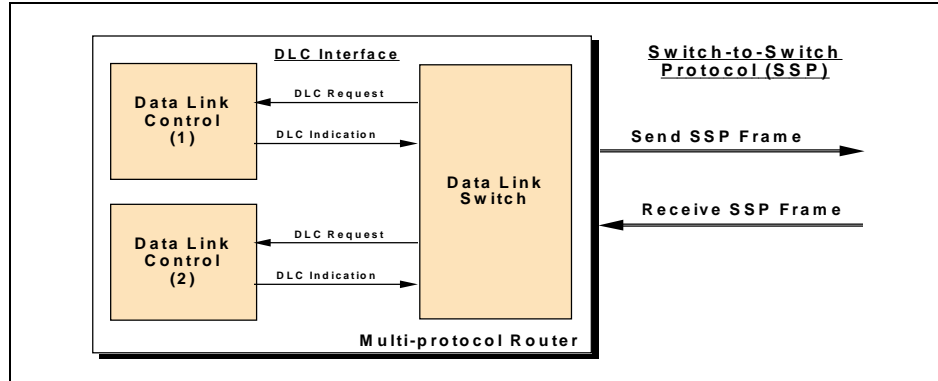 DLC Interface
Switch-to-Switch
Protocol (SSP)
Data Link
Control
(1)
DLC Request
DLC Indication
Data Link
Switch
Send SSP Frame
Receive SSP Frame
Data Link
Control
(2)
DLC Request
DLC Indication
Multi-protocol Router